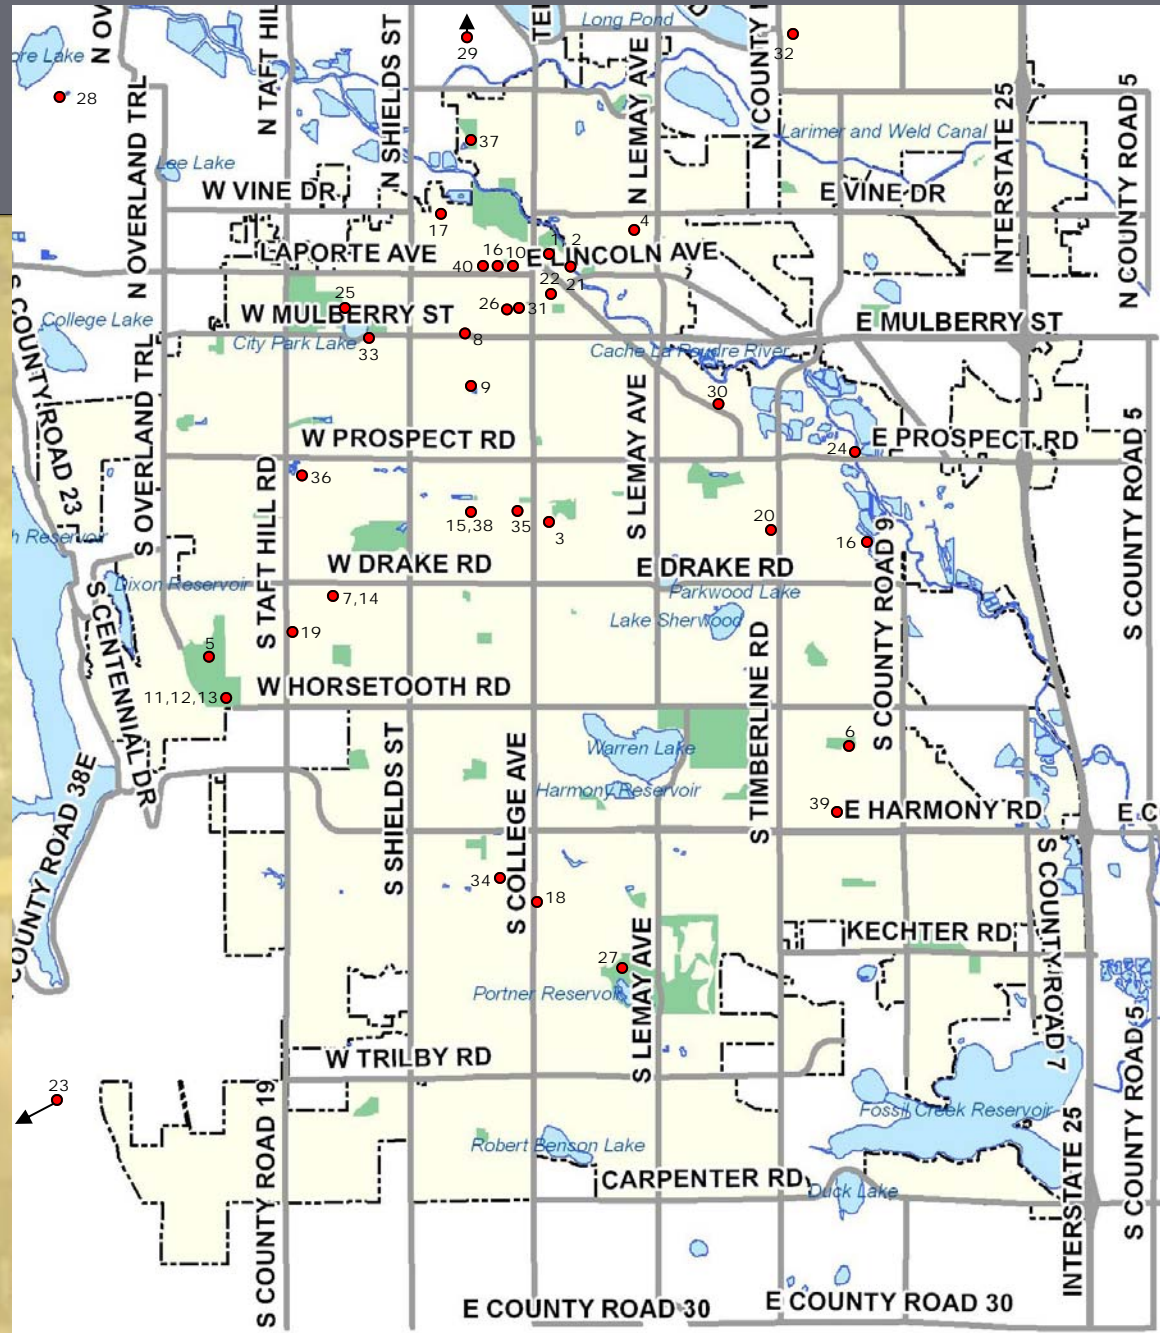 Long Pond
TEI
29
32
N OV
N TAFT HIL
N SHIELDS ST
N LEMAY AVE
N COUNTY
ore Lake
28
N OVERLAND TRL
37
Larimer and Weld Canal
INTERSTATE 25
N COUNTY ROAD 5
Lee Lake
W VINE DR
E VINE DR
17
4
LAPORTE AVE
40 16 10
1 2
E LINCOLN AVE
22 21
25
W MULBERRY ST
26 31
E MULBERRY ST
College Lake
City Park Lake
33
8
Cache La Poudre River
S COUNTY ROAD 23
S OVERLAND TRL
9
S LEMAY AVE
30
W PROSPECT RD
E PROSPECT RD
24
S COUNTY ROAD 5
36
S TAFT HILL RD
15,38
35
3
20
16
h Reservoir
W DRAKE RD
E DRAKE RD
S COUNTY ROAD 9
Dixon Reservoir
7,14
Parkwood Lake
Lake Sherwood
S CENTENNIAL DR
19
5
11,12,13
W HORSETOOTH RD
S TIMBERLINE RD
6
Warren Lake
S SHIELDS ST
S COLLEGE AVE
COUNTY ROAD 38E
Harmony Reservoir
39
E HARMONY RD
E C
34
18
S COUNTY ROAD 7
KECHTER RD
27
S LEMAY AVE
Portner Reservoir
S COUNTY ROAD 5
W TRILBY RD
23
S COUNTY ROAD 19
Fossil Creek Reservoir
Robert Benson Lake
CARPENTER RD
Duck Lake
INTERSTATE 25
E COUNTY ROAD 30
E COUNTY ROAD 30